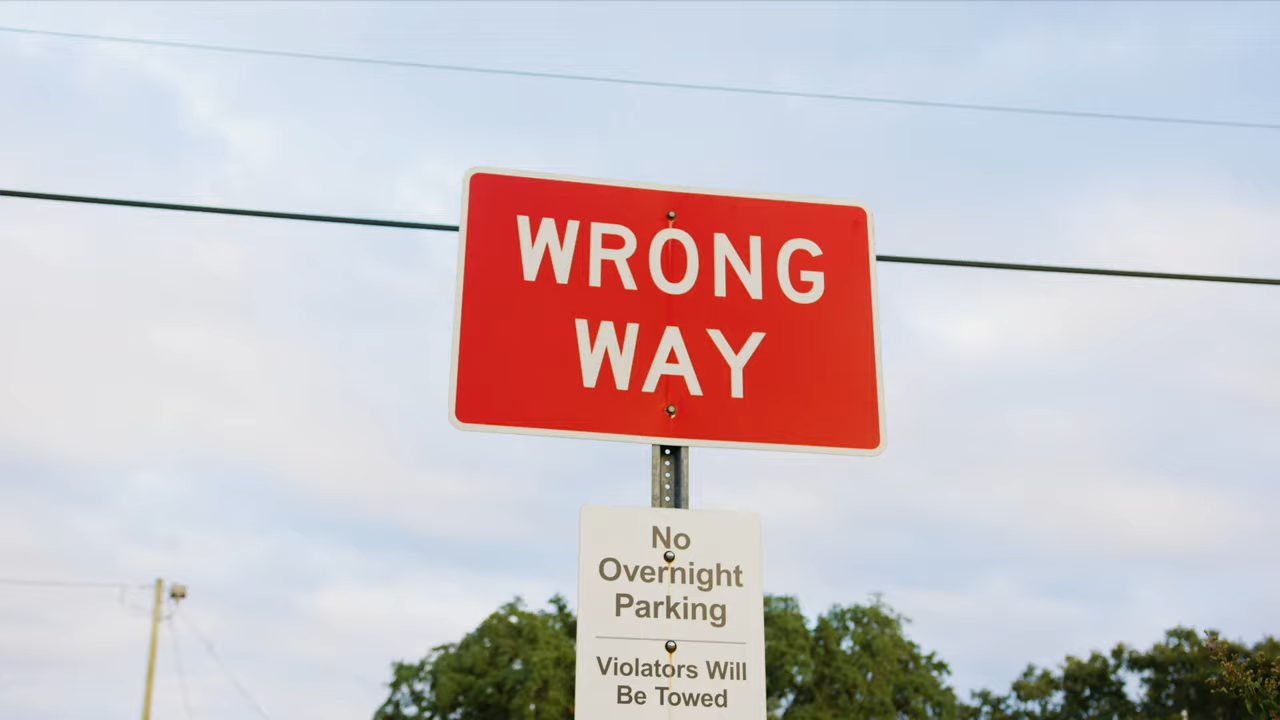 WRONG
WAY
No
Overnight
Parking
Violators Will
Be Towed